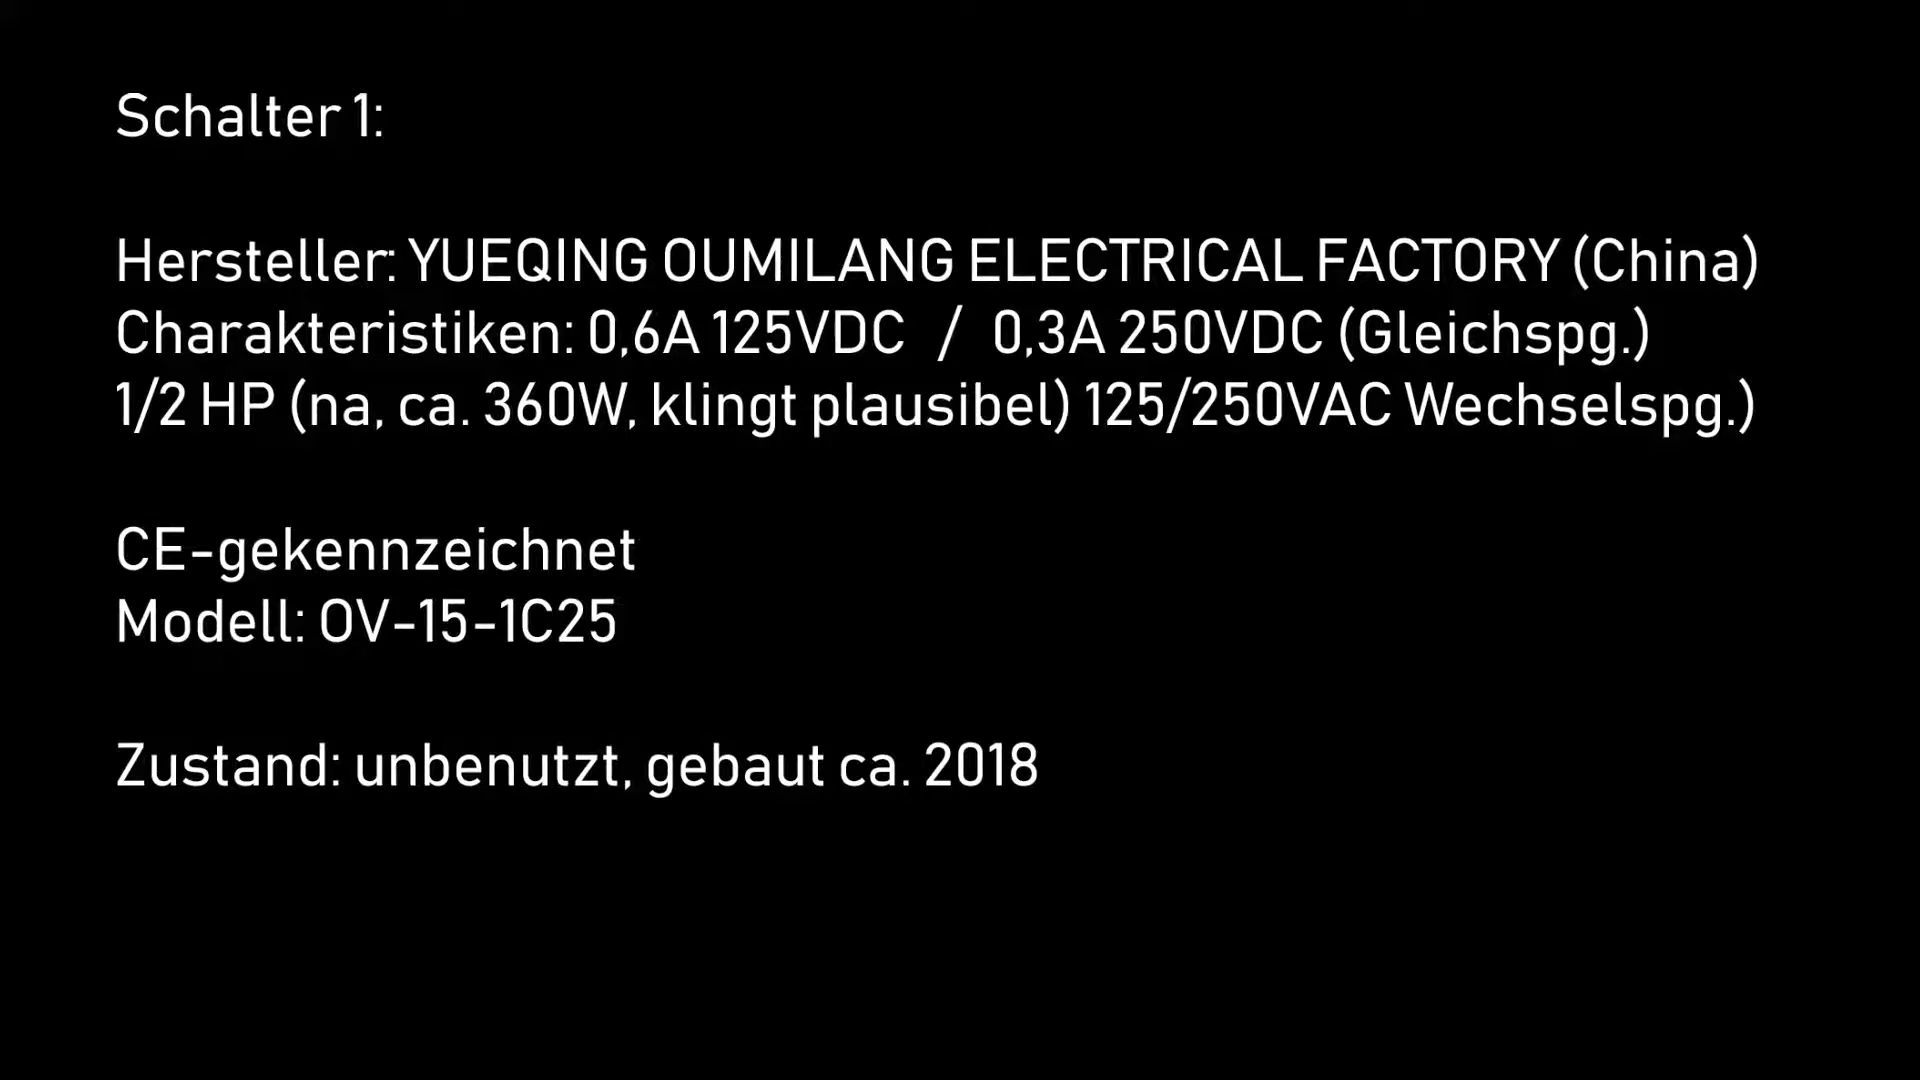 Schalter 1:
Hersteller: YUEQING OUMILANG ELECTRICAL FACTORY (China)
Charakteristiken: 0,6A 125VDC / 0,3A 250VDC (Gleichspg.)
1/2 HP (na, ca. 360W, klingt plausibel) 125/250VAC Wechselspg.)
CE-gekennzeichnet
Modell: OV-15-1C25
Zustand: unbenutzt, gebaut ca. 2018